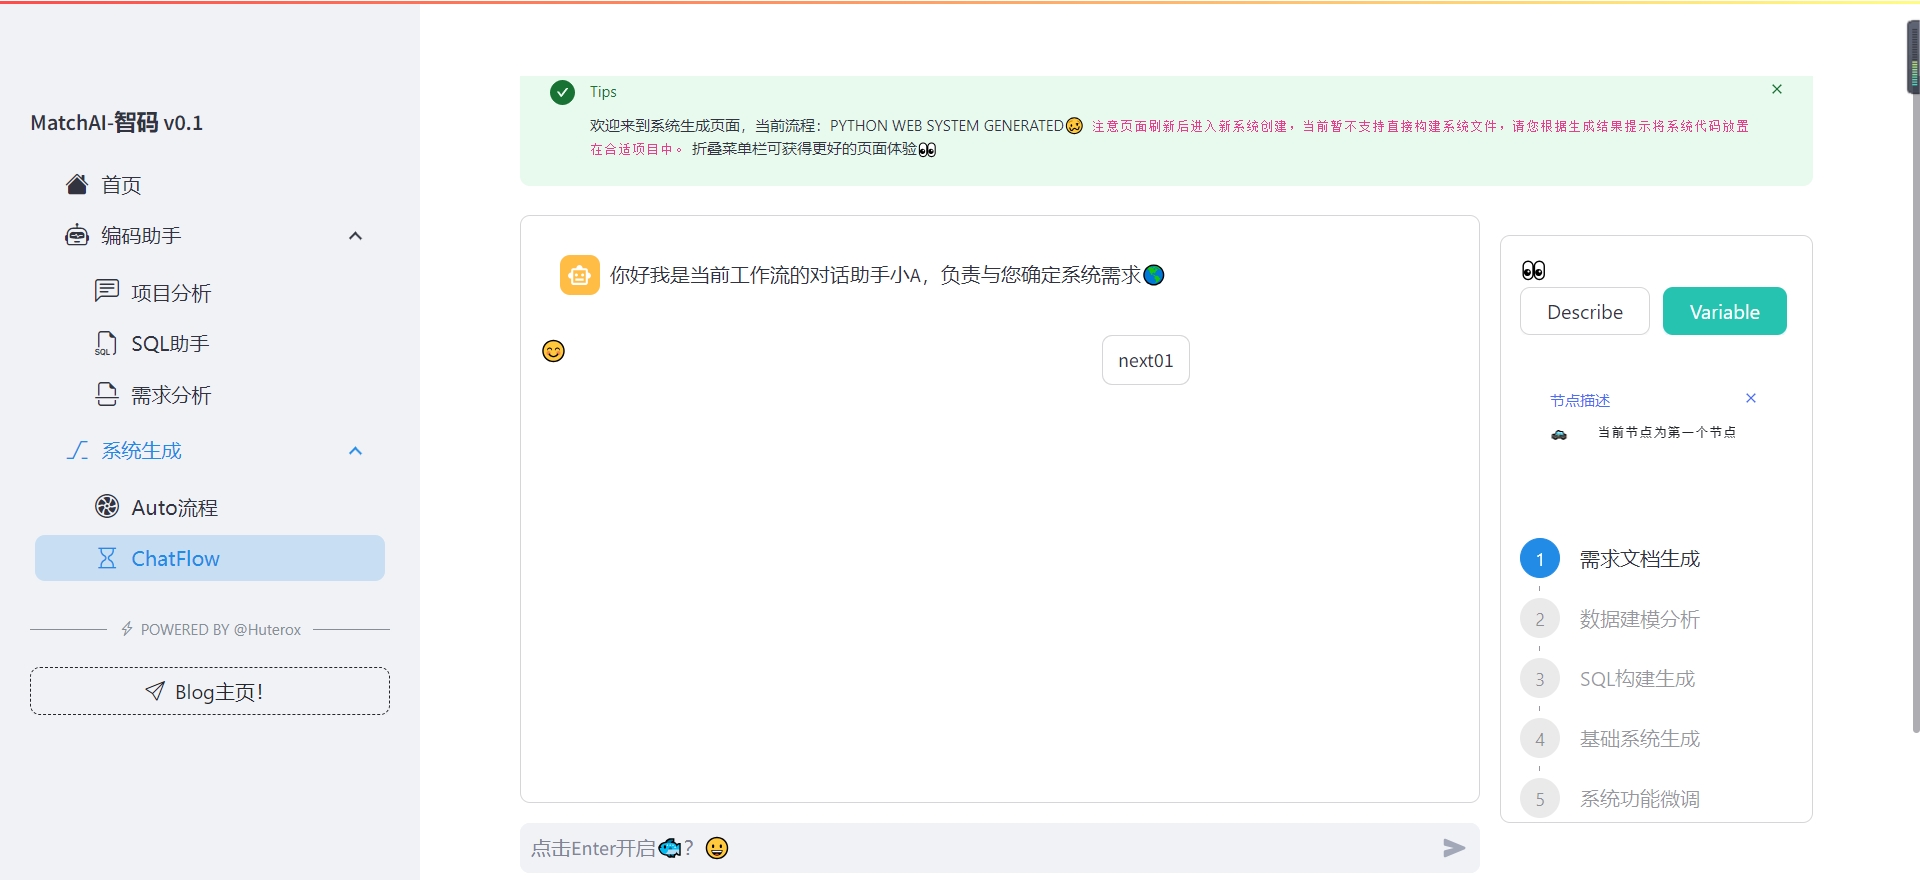 MatchAI-智码 v0.1
首页
编码助手
项目分析
SQL助手
需求分析
系统生成
Auto流程
ChatFlow
POWERED BY @Huterox
Blog主页!
Tips
欢迎来到系统生成页面，当前流程：PYTHON WEB SYSTEM GENERATED🥴 注意页面刷新后进入新系统创建，当前暂不支持直接构建系统文件，请您根据生成结果提示将系统代码放置
在合适项目中。 折叠菜单栏可获得更好的页面体验👀
你好我是当前工作流的对话助手小A，负责与您确定系统需求🌎
😊
next01
点击Enter开启🐟? 😀
👀
Describe
Variable
节点描述
当前节点为第一个节点
1 需求文档生成
2 数据建模分析
3 SQL构建生成
4 基础系统生成
5 系统功能微调